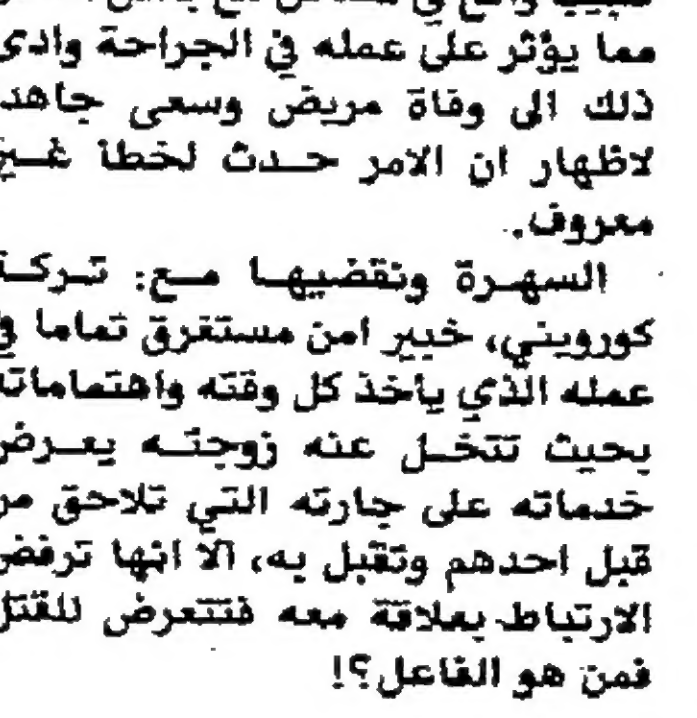 مما يؤثر على عمله في الجراحة وادى
ذلك الى وفاة مريض وسعى جاهد
لاظهار ان الامر حدث لخطأ غير
معروف.
السهرة ونقضيها مع: تركة
كورويني، خبير امن مستغرق تماما في
عمله الذي يأخذ كل وقته واهتماماته
بحيث تتخل عنه زوجته يعرض
خدماته على جارته التي تلاحق من
قبل احدهم وتقبل به، الا انها ترفض
الارتباط بعلاقة معه فتتعرض للقتل
فمن هو الفاعل؟!